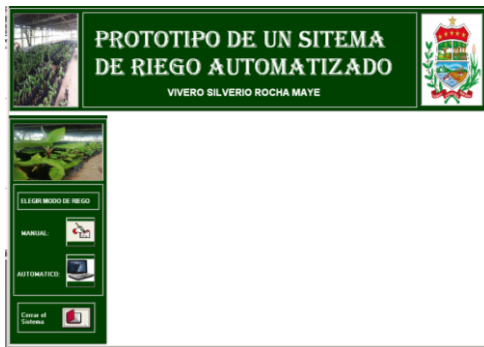 PROTOTIPO DE UN SITEMA
DE RIEGO AUTOMATIZADO
VIVERO SILVERIO ROCHA MAYE
ELEGIR MODO DE RIEGO
MANUAL:
AUTOMATICO:
Cerrar el
Sistema